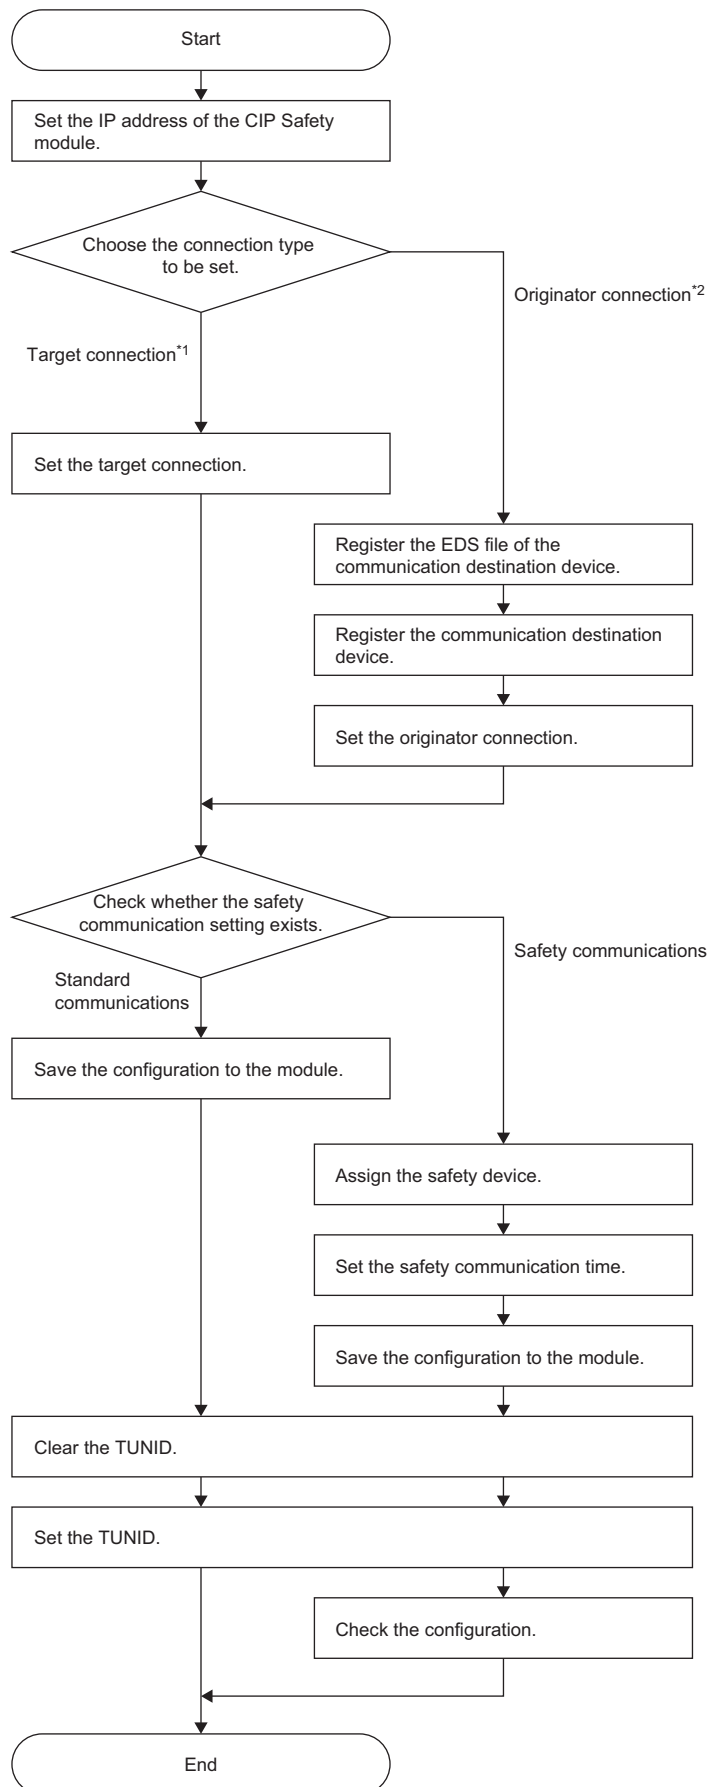 Start
Set the IP address of the CIP Safety
module.
Choose the connection type
to be set.
Originator connection*2
Target connection*1
Set the target connection.
Register the EDS file of the
communication destination device.
Register the communication destination
device.
Set the originator connection.
Check whether the safety
communication setting exists.
Safety communications
Standard
communications
Save the configuration to the module.
Assign the safety device.
Set the safety communication time.
Save the configuration to the module.
Clear the TUNID.
Set the TUNID.
Check the configuration.
End